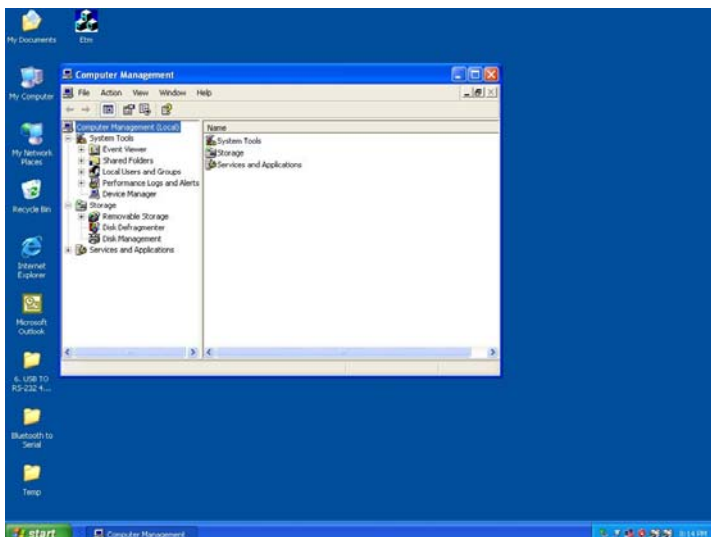 My Documents
Etm
My Computer
My Network
Places
Recycle Bin
Internet
Explorer
Microsoft
Outlook
6. USB TO
RS-232 4...
Bluetooth to
Serial
Temp
Computer Management
File Action View Window Help
Computer Management (Local)
System Tools
Event Viewer
Shared Folders
Local Users and Groups
Performance Logs and Alerts
Device Manager
Storage
Removable Storage
Disk Defragmenter
Disk Management
Services and Applications
Name
System Tools
Storage
Services and Applications
start
Computer Management
8:14 PM